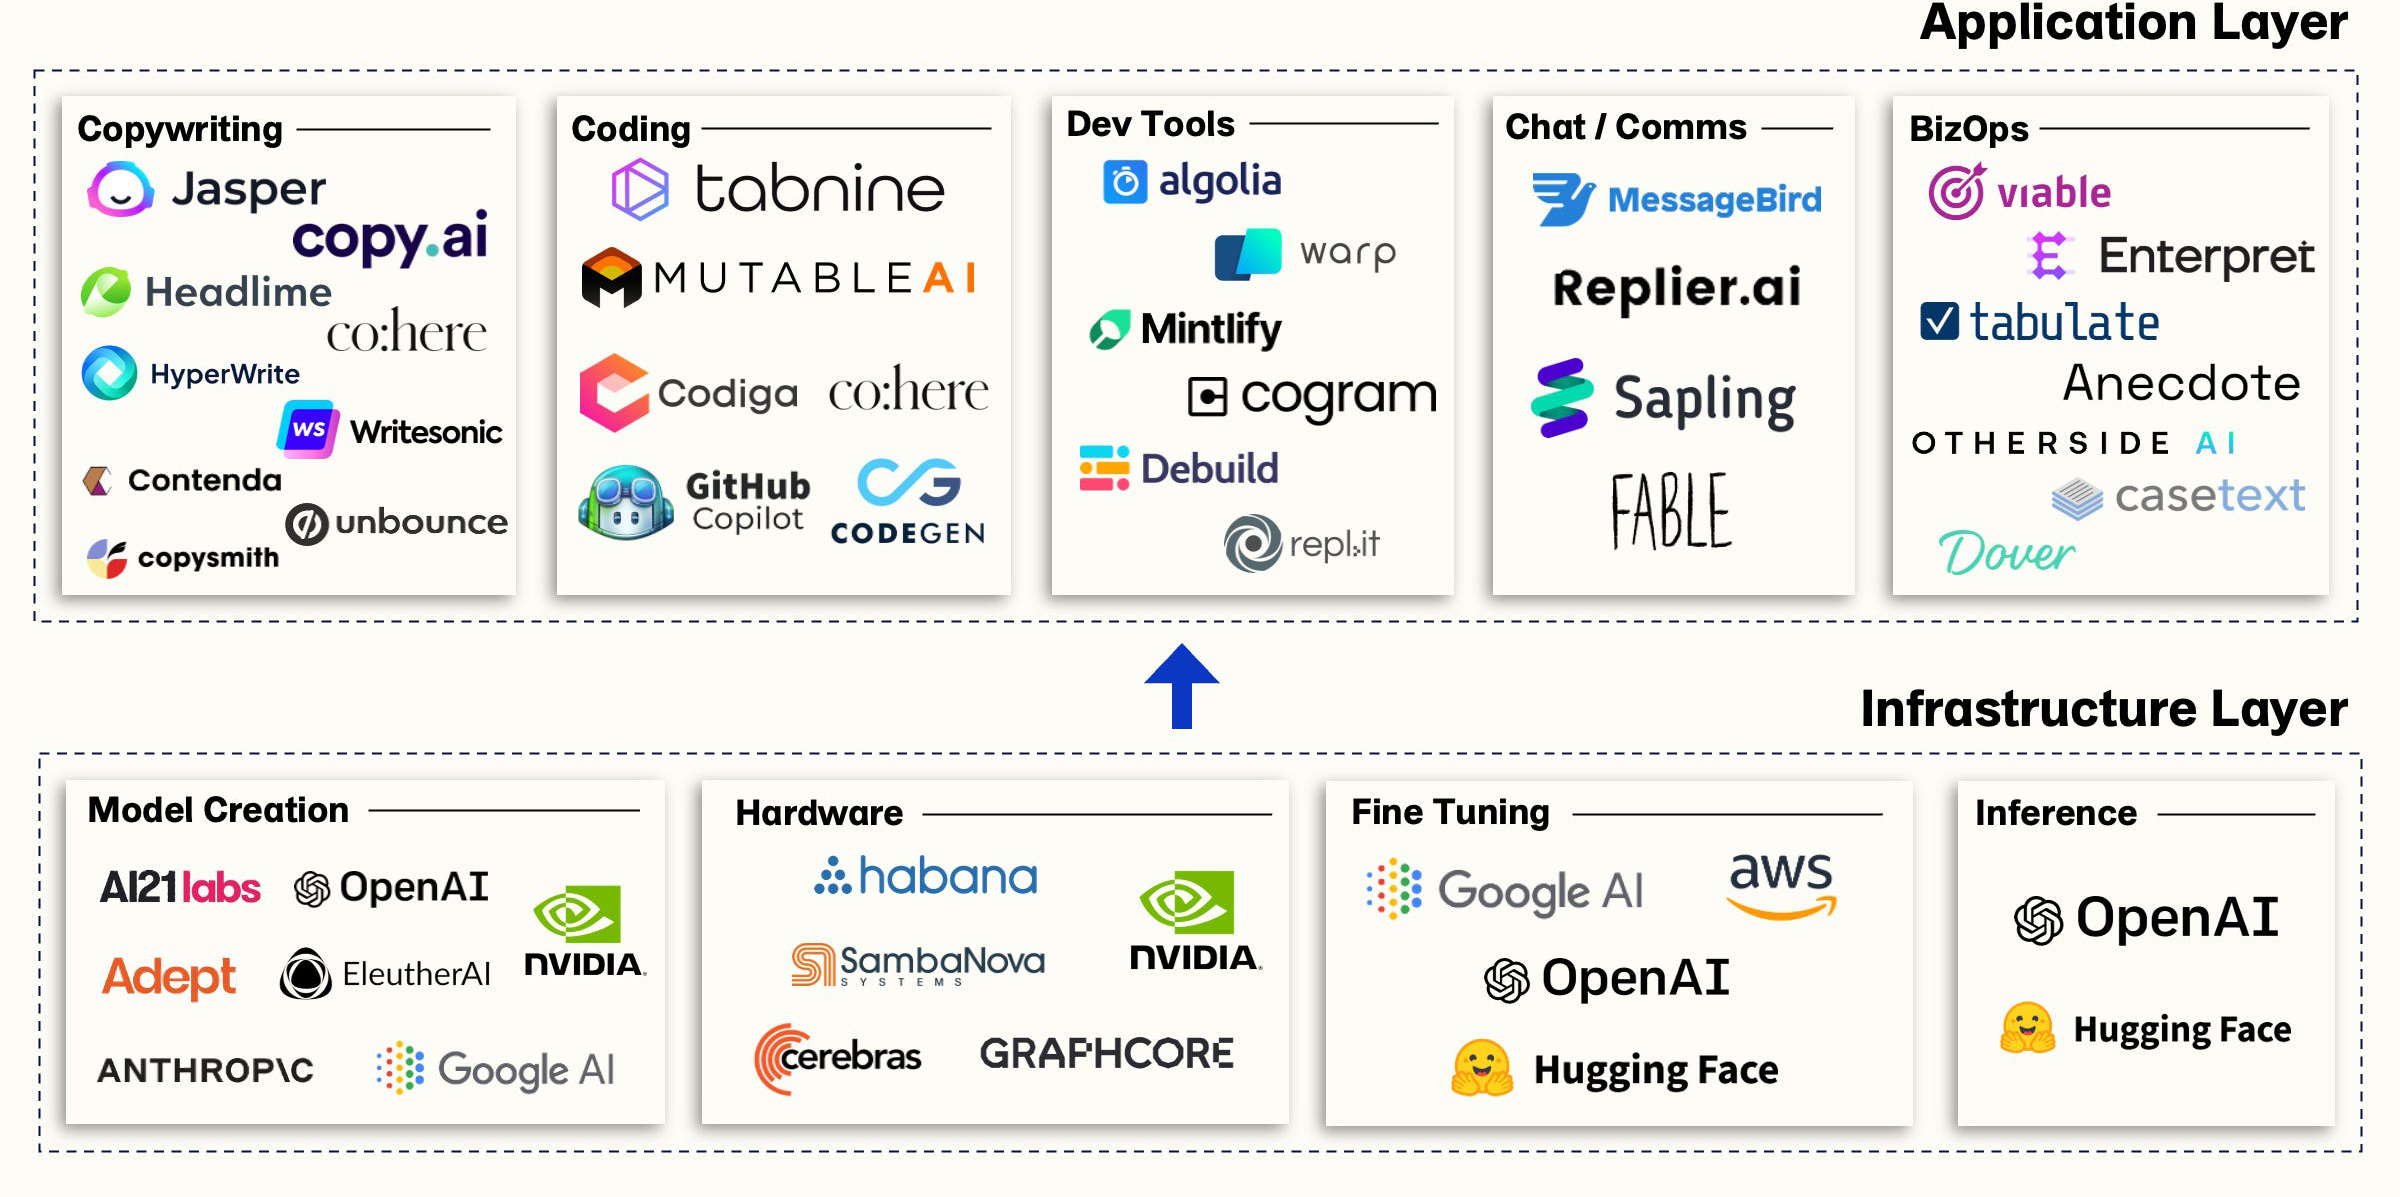 Application Layer
Copywriting
Jasper
copy.ai
Headlime
co:here
HyperWrite
WS Writesonic
Contenda
unbounce
copysmith
Coding
tabnine
MUTABLEAI
Codiga
co:here
GitHub
Copilot
CODEGEN
Dev Tools
algolia
warp
Mintlify
cogram
Debuild
repl.it
Chat / Comms
MessageBird
Replier.ai
Sapling
FABLE
BizOps
viable
Enterpret
tabulate
Anecdote
OTHERSIDE AI
casetext
Dover
Infrastructure Layer
Model Creation
AI21labs
OpenAI
NVIDIA.
Adept
EleutherAI
ANTHROP\C
Google AI
Hardware
habana
NVIDIA.
SambaNova
SYSTEMS
cerebras
GRAPHCORE
Fine Tuning
Google AI
aws
OpenAI
Hugging Face
Inference
OpenAI
Hugging Face